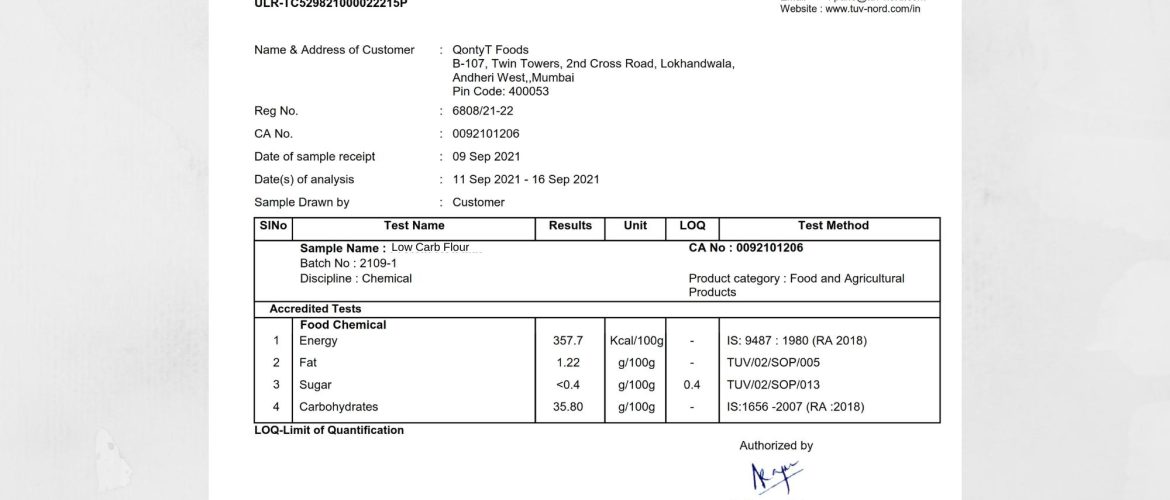 ULR-TC529821000022215P
Website : www.tuv-nord.com/in
Name & Address of Customer : QontyT Foods
B-107, Twin Towers, 2nd Cross Road, Lokhandwala,
Andheri West,,Mumbai
Pin Code: 400053
Reg No. : 6808/21-22
CA No. : 0092101206
Date of sample receipt : 09 Sep 2021
Date(s) of analysis : 11 Sep 2021 - 16 Sep 2021
Sample Drawn by : Customer
SlNo Test Name Results Unit LOQ Test Method
Sample Name : Low Carb Flour CA No : 0092101206
Batch No : 2109-1
Discipline : Chemical Product category : Food and Agricultural
Products
Accredited Tests
Food Chemical
1 Energy 357.7 Kcal/100g - IS: 9487 : 1980 (RA 2018)
2 Fat 1.22 g/100g - TUV/02/SOP/005
3 Sugar <0.4 g/100g 0.4 TUV/02/SOP/013
4 Carbohydrates 35.80 g/100g - IS:1656 -2007 (RA :2018)
LOQ-Limit of Quantification
Authorized by